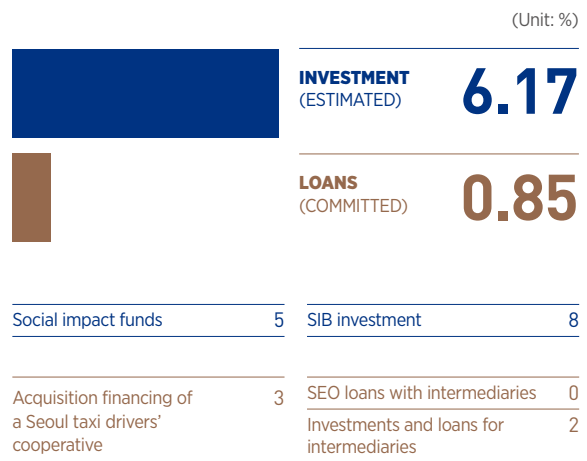 (Unit: %)
INVESTMENT
(ESTIMATED)
6.17
LOANS
(COMMITTED)
0.85
Social impact funds 5
SIB investment 8
Acquisition financing of 3
a Seoul taxi drivers'
cooperative
SEO loans with intermediaries 0
Investments and loans for 2
intermediaries